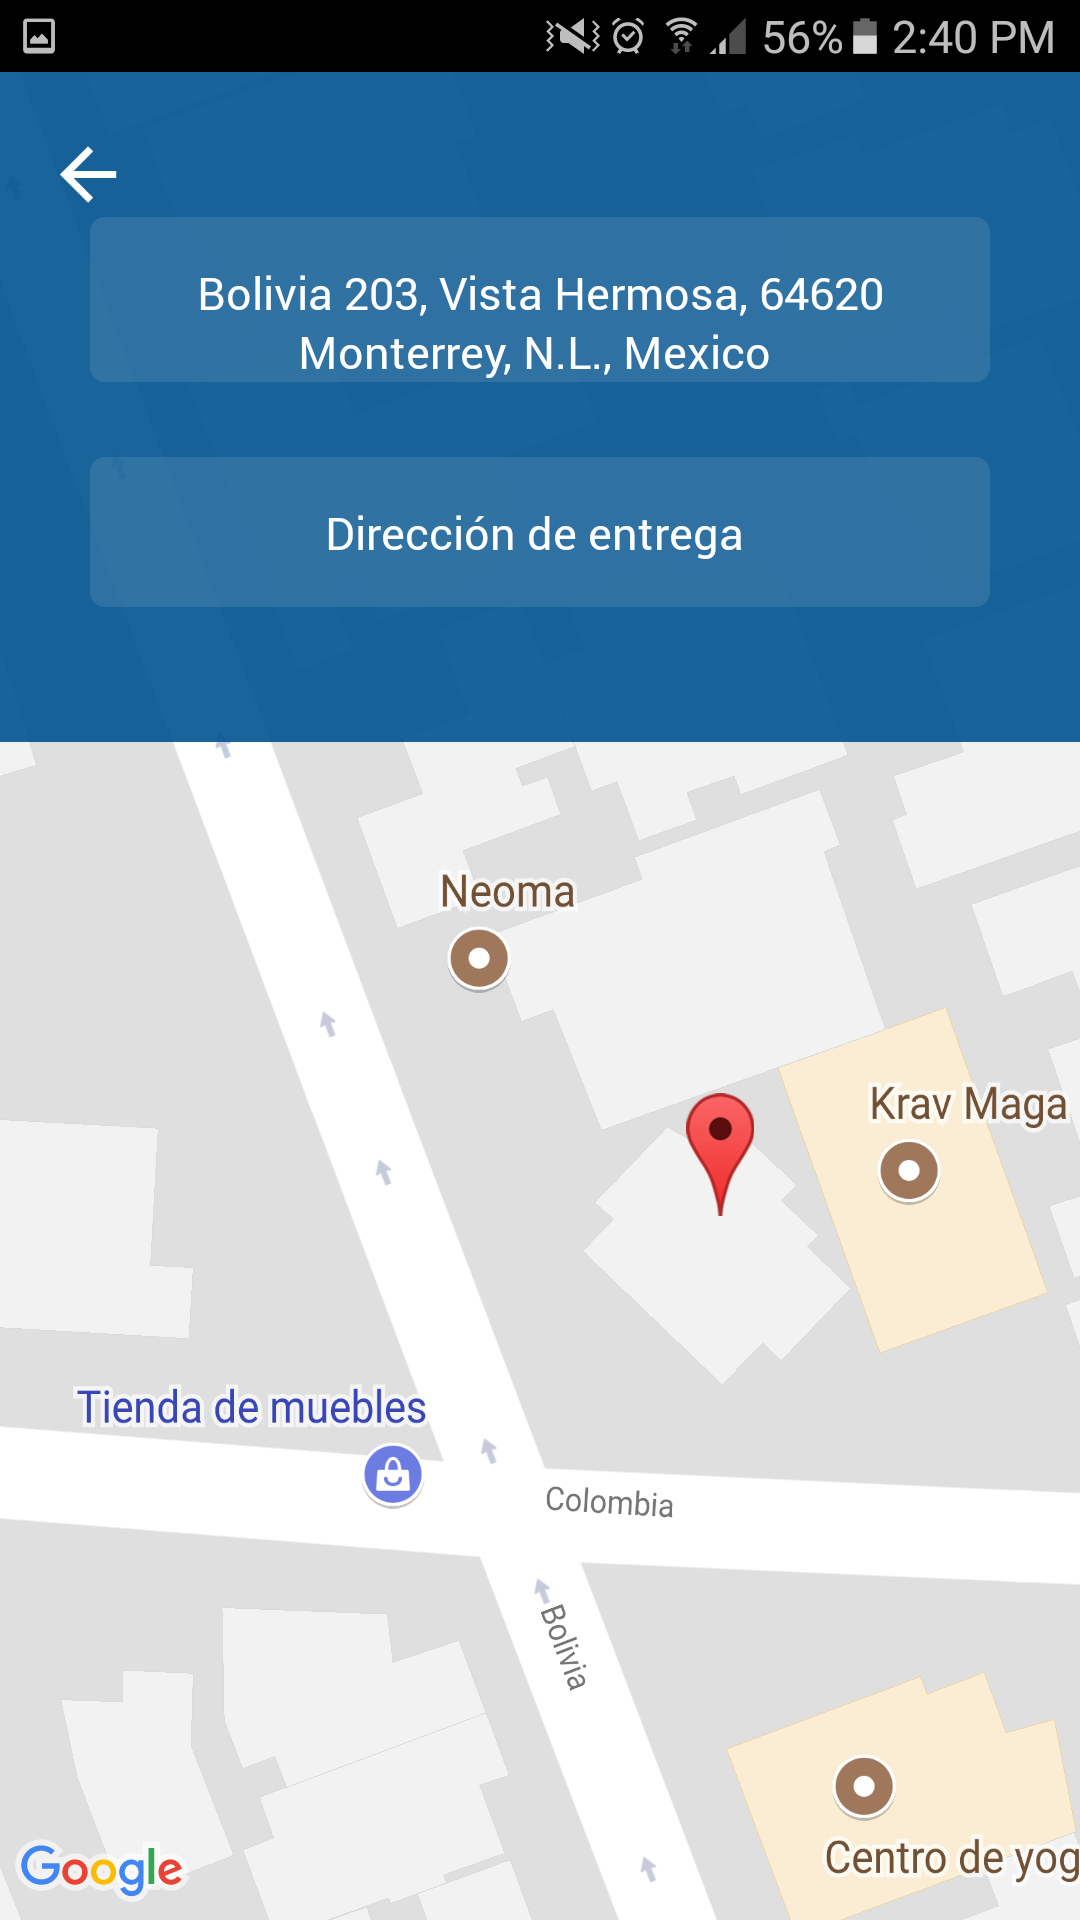 56% 2:40 PM
Bolivia 203, Vista Hermosa, 64620
Monterrey, N.L., Mexico
Dirección de entrega
Neoma
Krav Maga
Tienda de muebles
Colombia
Bolivia
Centro de yog
Google